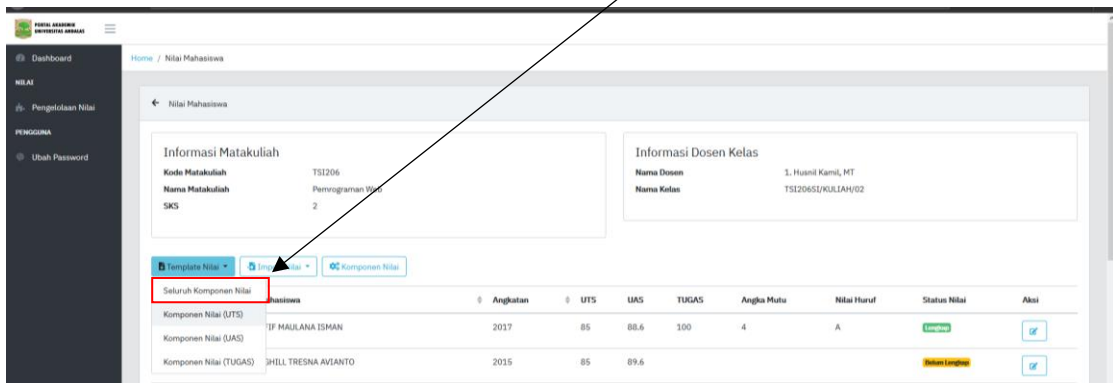 PORTAL AKADEMIK
UNIVERSITAS ANDALAS
Dashboard
NILAI
Pengelolaan Nilai
PENGGUNA
Ubah Password
Home / Nilai Mahasiswa
Nilai Mahasiswa
Informasi Matakuliah
Kode Matakuliah TSI206
Nama Matakuliah Pemrograman Web
SKS 2
Informasi Dosen Kelas
Nama Dosen 1. Husnil Kamil, MT
Nama Kelas TSI206SI/KULIAH/02
Template Nilai Nilai Komponen Nilai
Seluruh Komponen Nilai
Komponen Nilai (UTS)
Komponen Nilai (UAS)
Komponen Nilai (TUGAS)
Angkatan UTS UAS TUGAS Angka Mutu Nilai Huruf Status Nilai Aksi
MAULANA ISMAN 2017 85 88.6 100 4 A Lengkap
TRESNA AVIANTO 2015 85 89.6 Belum Lengkap